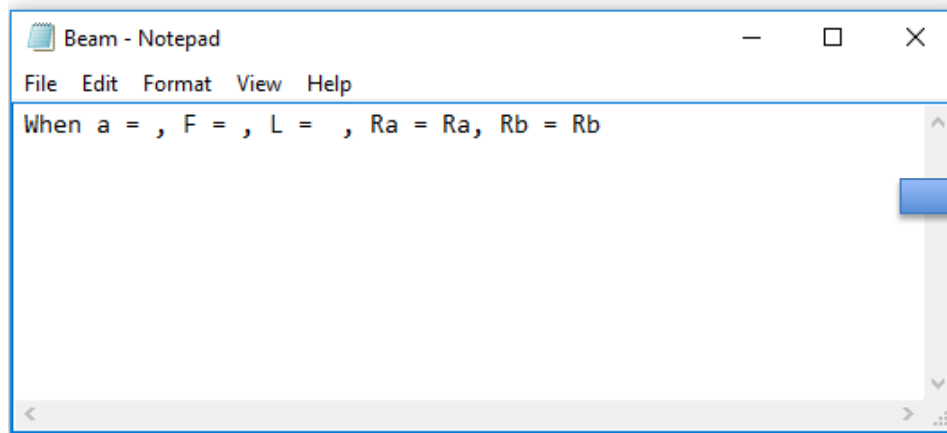 Beam - Notepad
File Edit Format View Help
When a = , F = , L =  , Ra = Ra, Rb = Rb